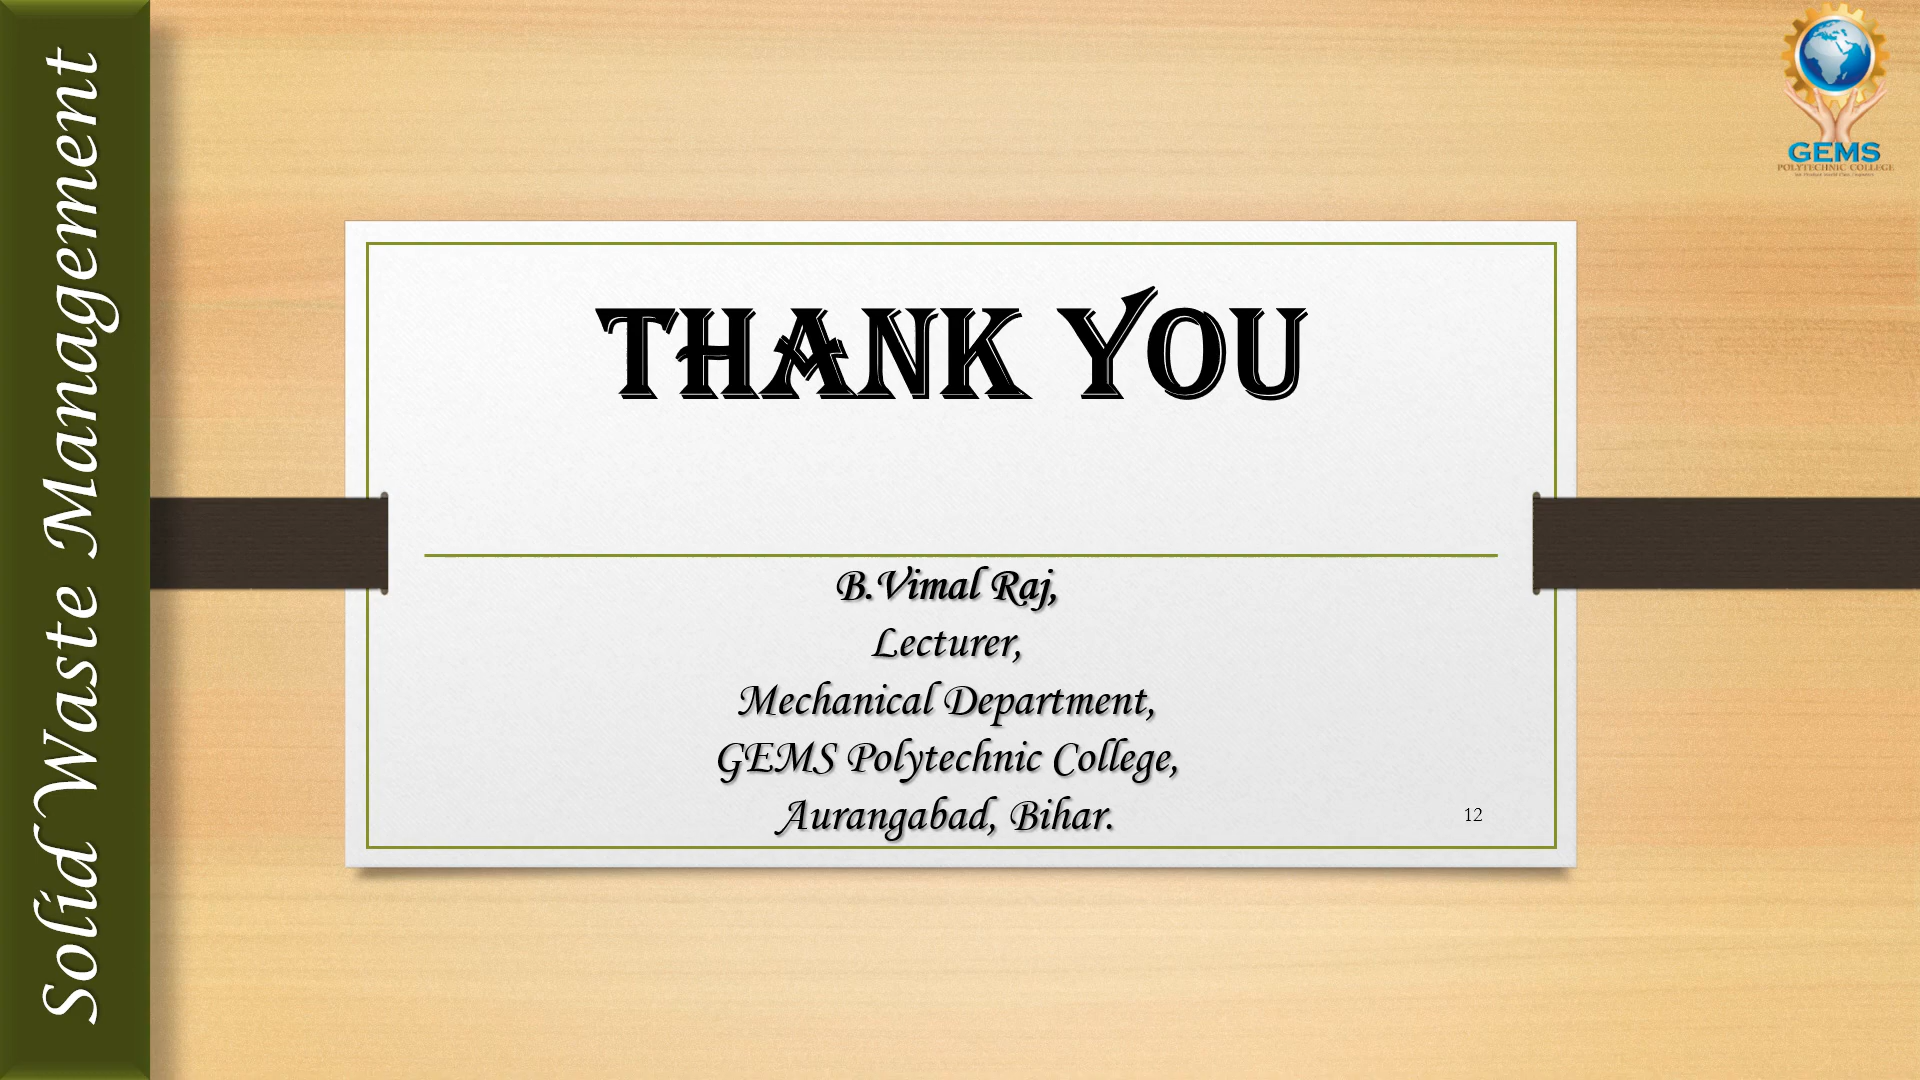 Solid Waste Management
GEMS
POLYTECHNIC COLLEGE
THANK YOU
B.Vimal Raj,
Lecturer,
Mechanical Department,
GEMS Polytechnic College,
Aurangabad, Bihar.
12